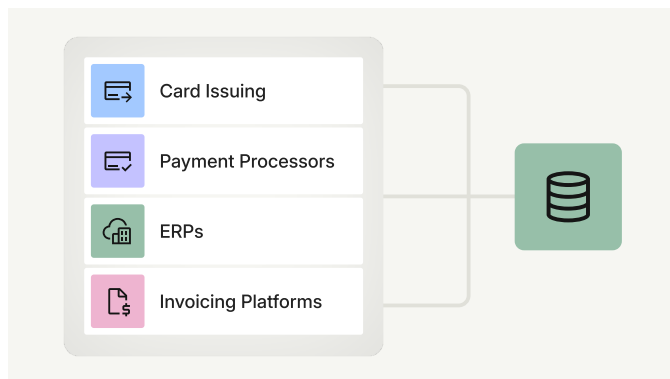 Card Issuing
Payment Processors
ERPs
Invoicing Platforms